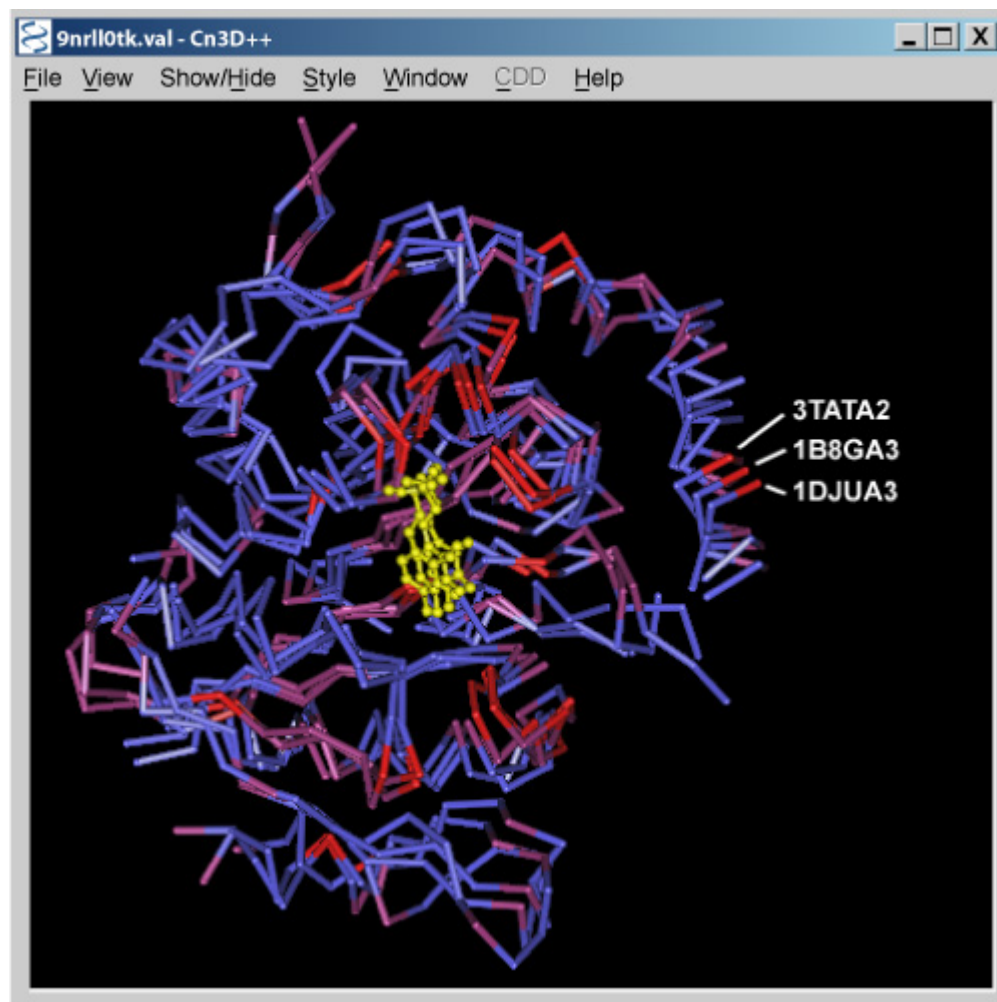 9nrll0tk.val - Cn3D++
File View Show/Hide Style Window CDD Help
3TATA2
1B8GA3
1DJUA3